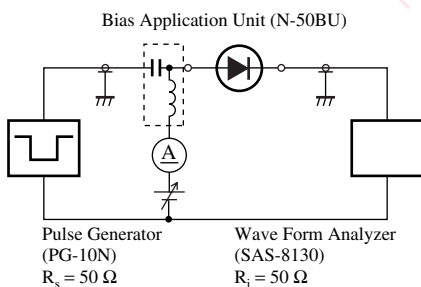 Bias Application Unit (N-50BU)
A
Pulse Generator
(PG-10N)
Rs = 50 Ω
Wave Form Analyzer
(SAS-8130)
Ri = 50 Ω